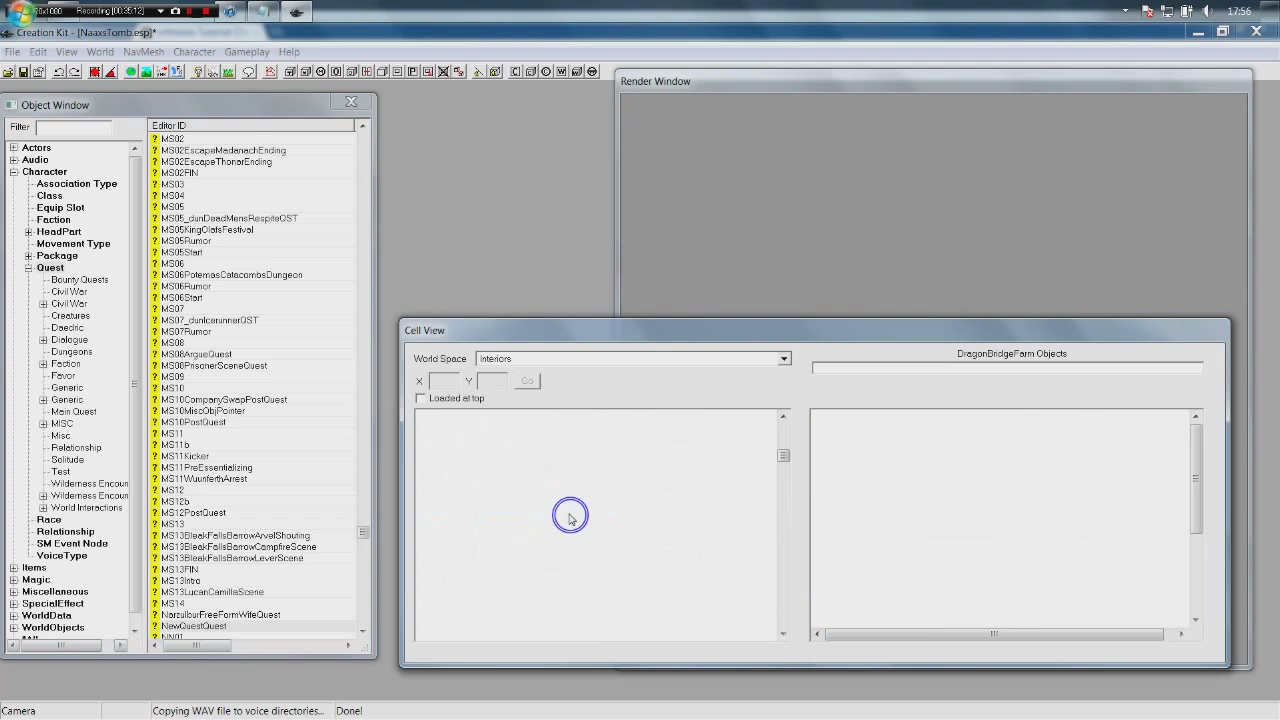 Recording [00:35:12]
17:56
Creation Kit - [NaaxsTomb.esp]*
File Edit View World NavMesh Character Gameplay Help
Object Window
Filter
Actors
Audio
Character
Association Type
Class
Equip Slot
Faction
HeadPart
Movement Type
Package
Quest
Bounty Quests
Civil War
Civil War
Creatures
Daedric
Dialogue
Dungeons
Faction
Favor
Generic
Generic
Main Quest
MISC
Misc
Relationship
Solitude
Test
Wilderness Encoun
Wilderness Encoun
World Interactions
Race
Relationship
SM Event Node
VoiceType
Items
Magic
Miscellaneous
SpecialEffect
WorldData
WorldObjects
Editor ID
MS02
MS02EscapeMadanachEnding
MS02EscapeThonarEnding
MS02FIN
MS03
MS04
MS05
MS05_dunDeadMensRespiteQST
MS05KingOlafsFestival
MS05Rumor
MS05Start
MS06
MS06PotemasCatacombsDungeon
MS06Rumor
MS06Start
MS07
MS07_dunIcerunnerQST
MS07Rumor
MS08
MS08ArgueQuest
MS08PrisonerSceneQuest
MS09
MS10
MS10CompanySwapPostQuest
MS10MiscObjPointer
MS10PostQuest
MS11
MS11b
MS11Kicker
MS11PreEssentializing
MS11WuunferthArrest
MS12
MS12b
MS12PostQuest
MS13
MS13BleakFallsBarrowArvelShouting
MS13BleakFallsBarrowCampfireScene
MS13BleakFallsBarrowLeverScene
MS13FIN
MS13Intro
MS13LucanCamillaScene
MS14
NarzulburFreeFormWifeQuest
NewQuestQuest
NN01
Render Window
Cell View
World Space Interiors
X Y Go
Loaded at top
DragonBridgeFarm Objects
Camera Copying WAV file to voice directories... Done!